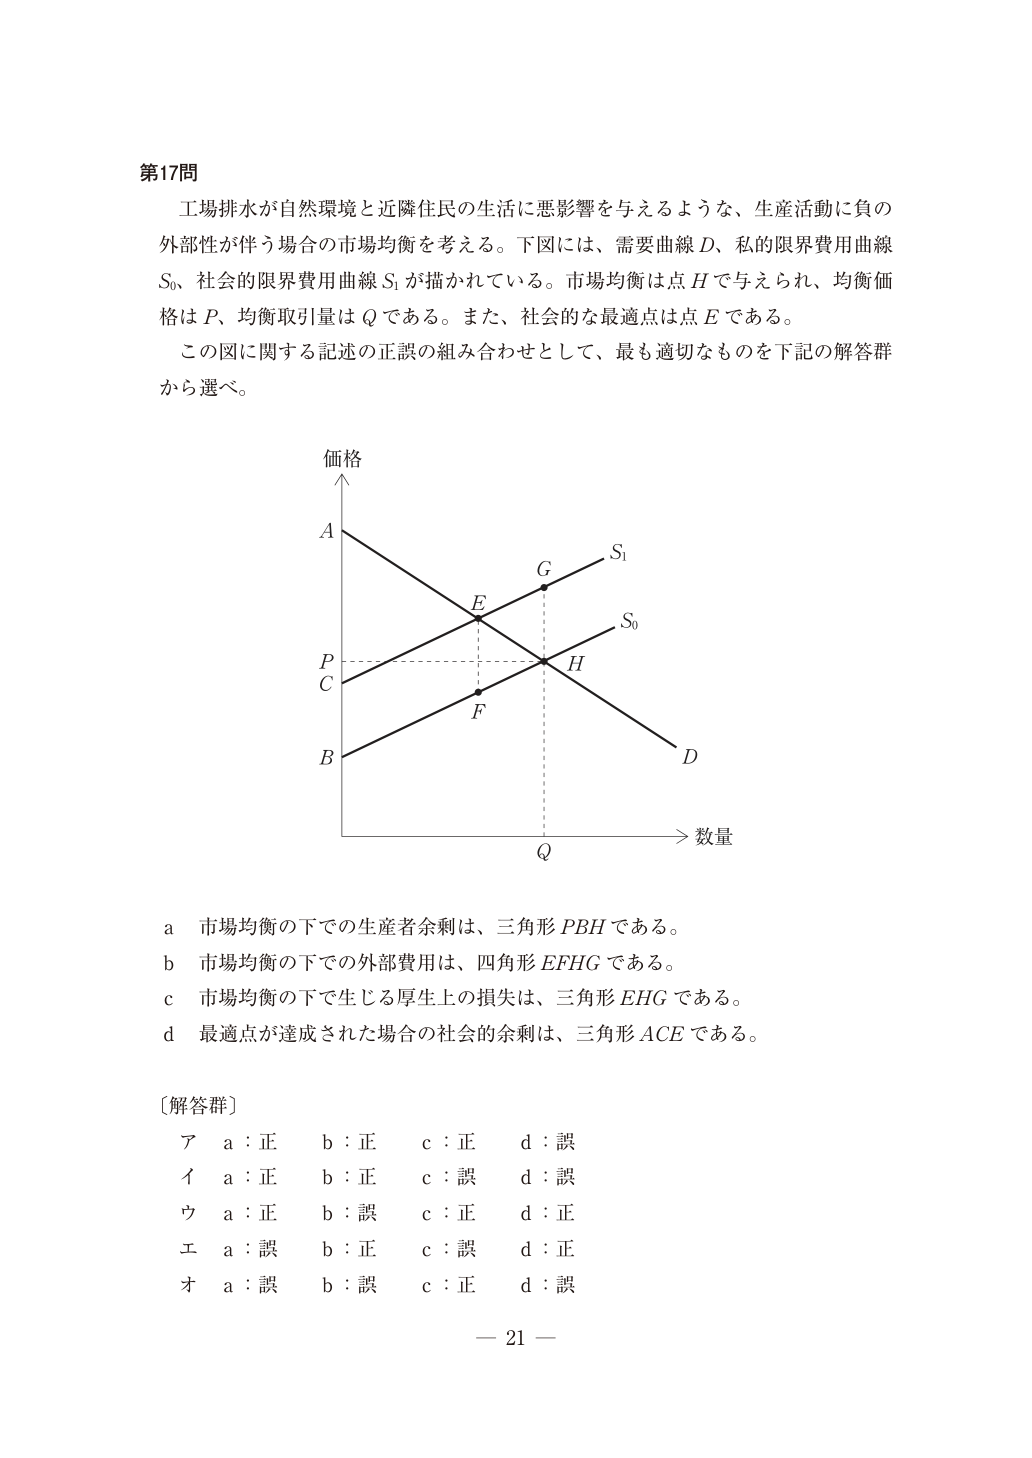 第17問
工場排水が自然環境と近隣住民の生活に悪影響を与えるような、生産活動に負の
外部性が伴う場合の市場均衡を考える。下図には、需要曲線 D、私的限界費用曲線
S₀、社会的限界費用曲線 S₁ が描かれている。市場均衡は点 H で与えられ、均衡価
格は P、均衡取引量は Q である。また、社会的な最適点は点 E である。
この図に関する記述の正誤の組み合わせとして、最も適切なものを下記の解答群
から選べ。
価格
A
S₁
G
E
S₀
P
H
C
F
B
D
数量
Q
a 市場均衡の下での生産者余剰は、三角形 PBH である。
b 市場均衡の下での外部費用は、四角形 EFHG である。
c 市場均衡の下で生じる厚生上の損失は、三角形 EHG である。
d 最適点が達成された場合の社会的余剰は、三角形 ACE である。
〔解答群〕
ア a：正 b：正 c：正 d：誤
イ a：正 b：正 c：誤 d：誤
ウ a：正 b：誤 c：正 d：正
エ a：誤 b：正 c：誤 d：正
オ a：誤 b：誤 c：正 d：誤
— 21 —